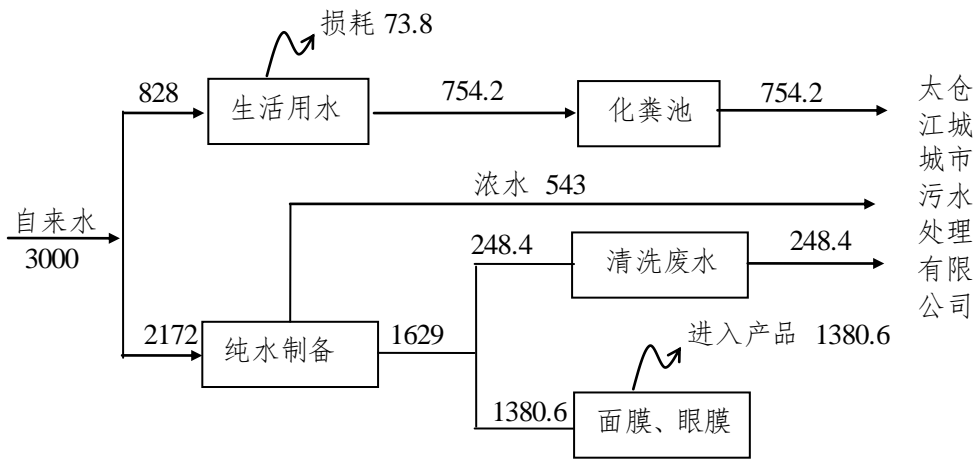 损耗 73.8
828
生活用水
754.2
化粪池
754.2
太仓
江城
城市
污水
处理
有限
公司
浓水 543
自来水
3000
248.4
清洗废水
248.4
2172
纯水制备
1629
进入产品 1380.6
1380.6
面膜、眼膜